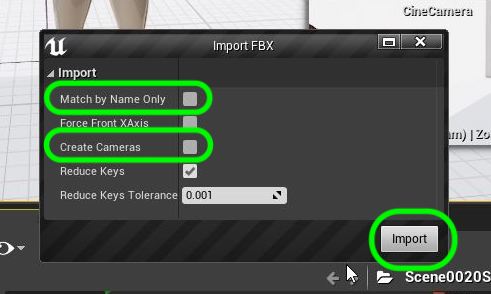 CineCamera
Import FBX
Import
Match by Name Only
Force Front XAxis
Create Cameras
am) | Zo
Reduce Keys
Reduce Keys Tolerance 0.001
Import
Scene0020S